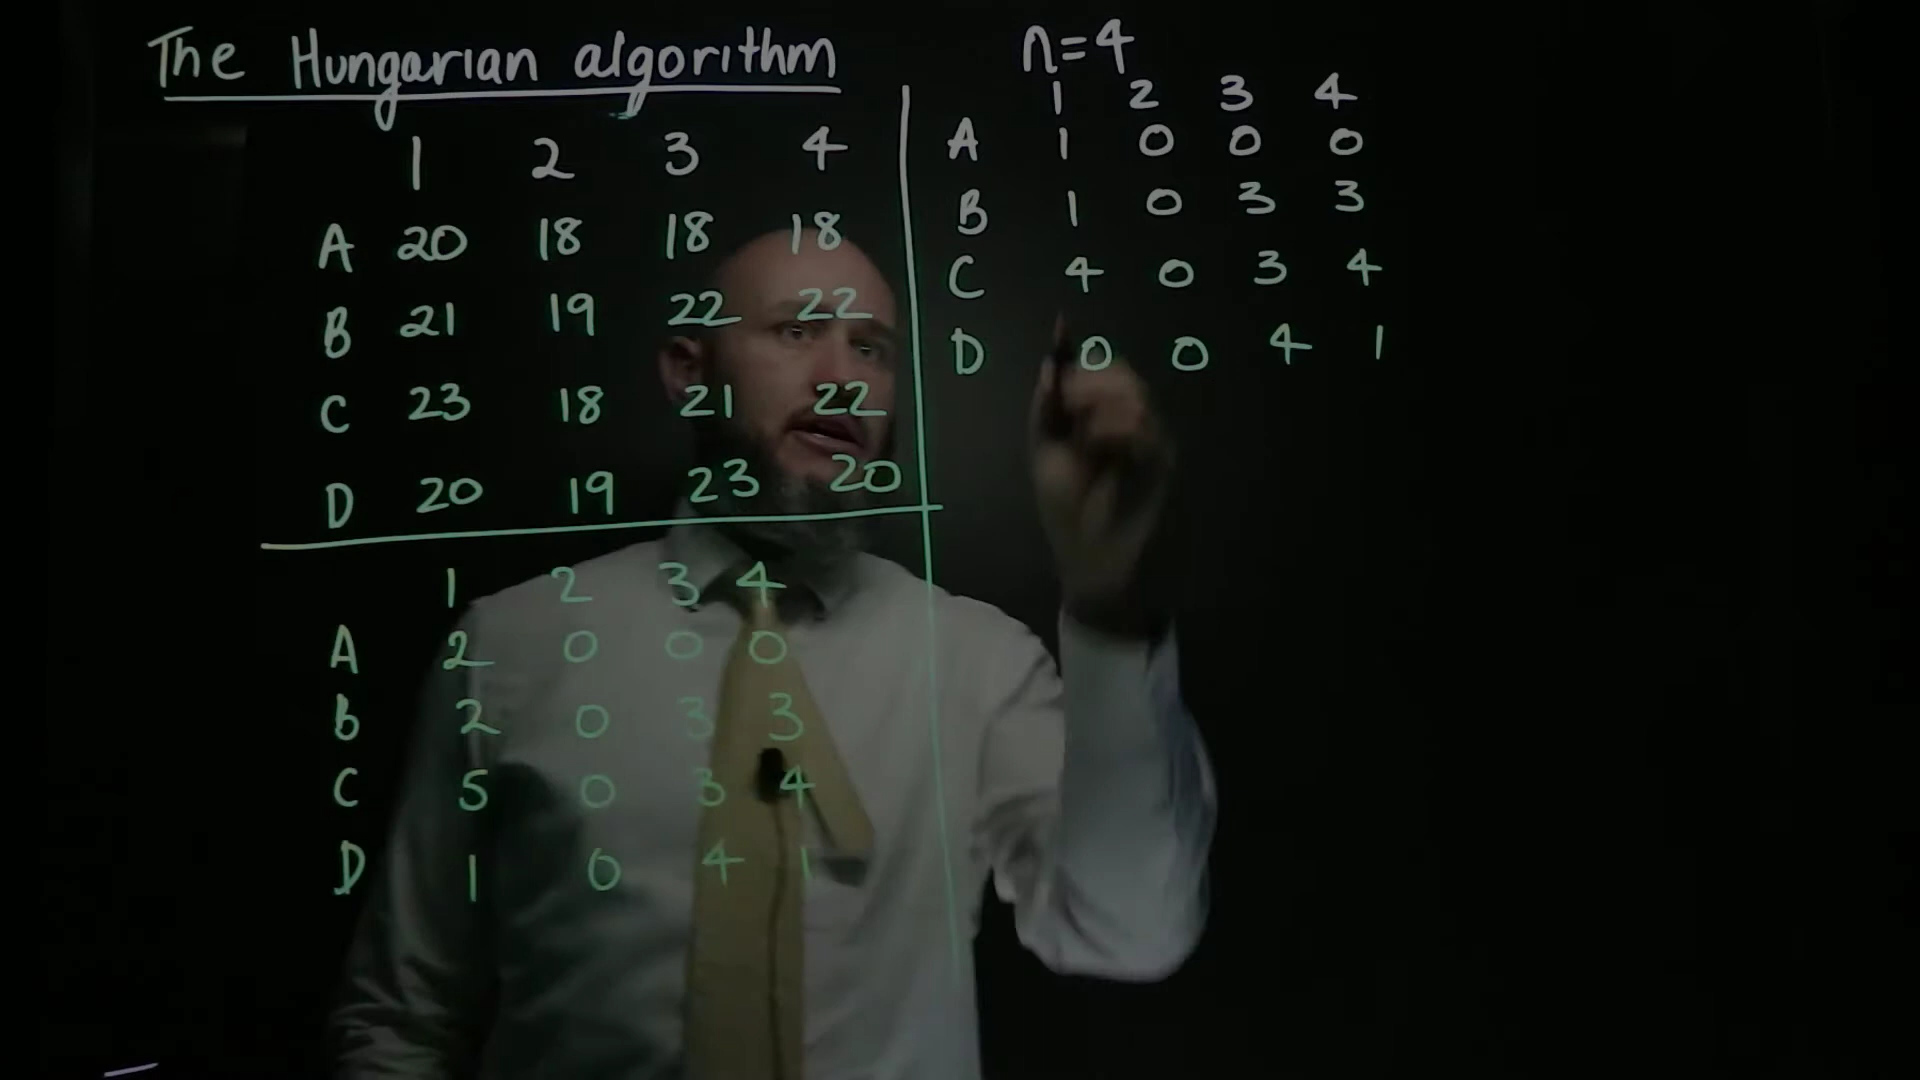 The Hungarian algorithm
1 2 3 4
A 20 18 18 18
B 21 19 22 22
C 23 18 21 22
D 20 19 23 20
1 2 3 4
A 2 0 0 0
B 2 0 3 3
C 5 0 3 4
D 1 0 4 1
n=4
1 2 3 4
A 1 0 0 0
B 1 0 3 3
C 4 0 3 4
D 0 0 4 1